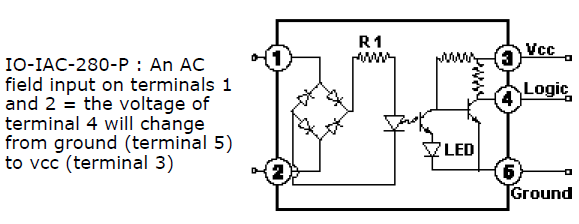 IO-IAC-280-P : An AC
field input on terminals 1
and 2 = the voltage of
terminal 4 will change
from ground (terminal 5)
to vcc (terminal 3)
R1
1
3
Vcc
4
Logic
LED
2
5
Ground